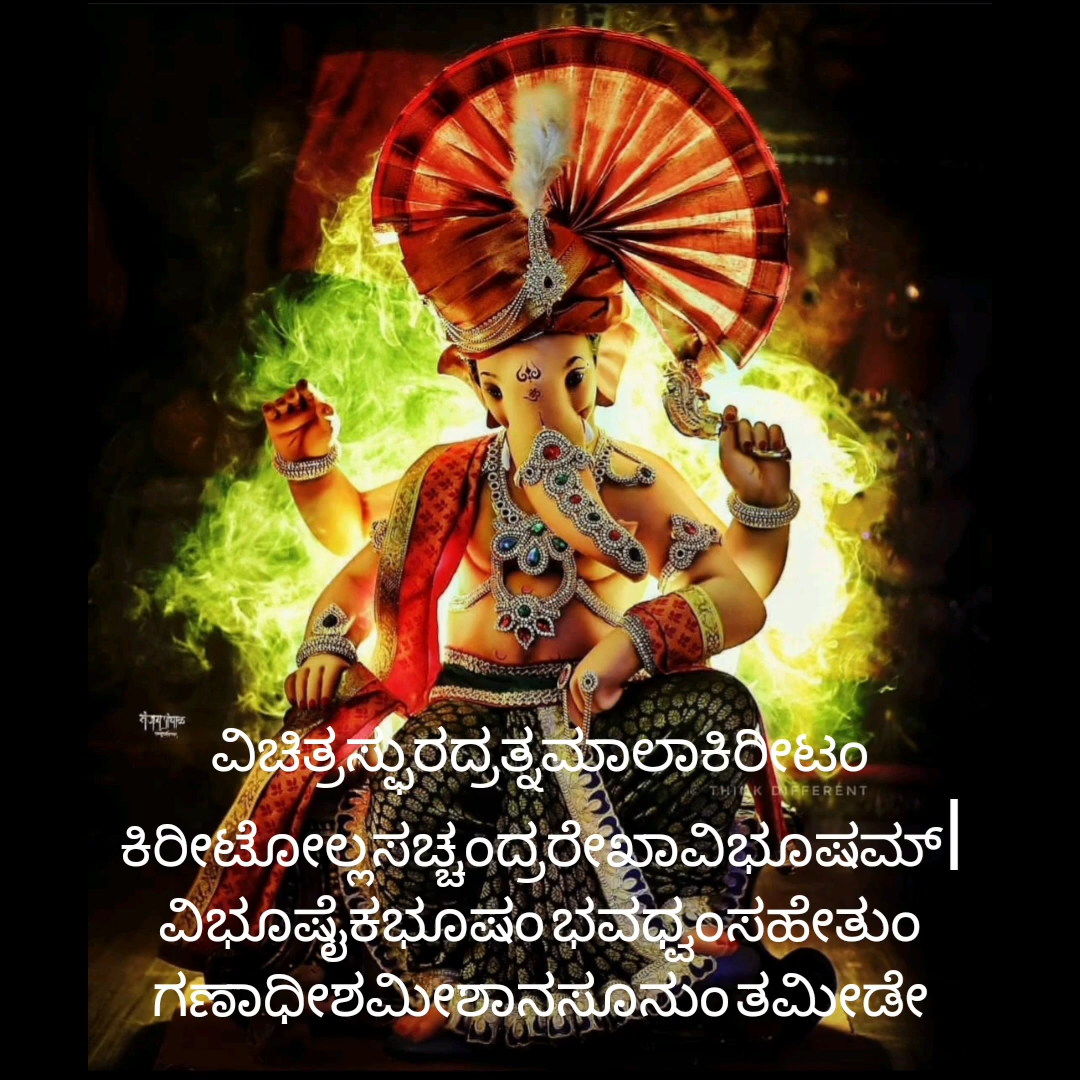 ವಿಚಿತ್ರಸ್ಫುರದ್ರತ್ನಮಾಲಾಕಿರೀಟಂ
THINK DIFFERENT
ಕಿರೀಟೋಲ್ಲಸಚ್ಚಂದ್ರರೇಖಾವಿಭೂಷಮ್|
ವಿಭೂಷೈಕಭೂಷಂ ಭವಧ್ವಂಸಹೇತುಂ
ಗಣಾಧೀಶಮೀಶಾನಸೂನುಂ ತಮೀಡೇ